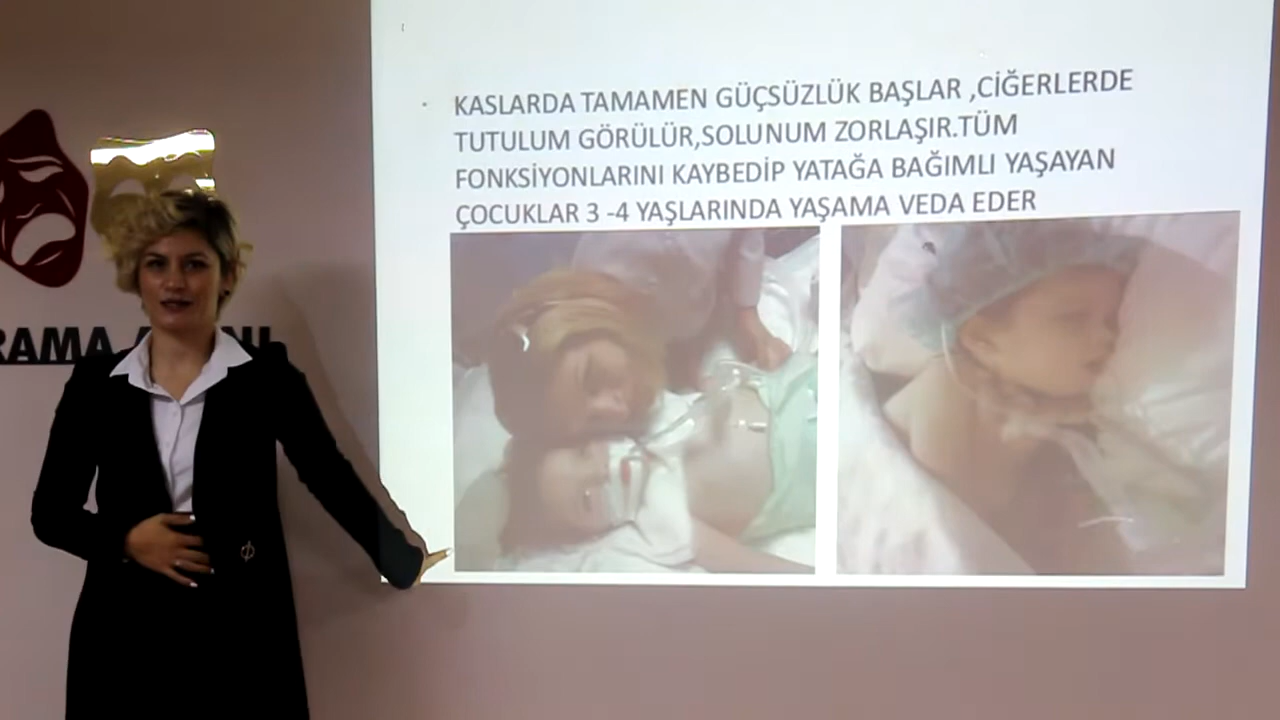 KASLARDA TAMAMEN GÜÇSÜZLÜK BAŞLAR ,CİĞERLERDE
TUTULUM GÖRÜLÜR,SOLUNUM ZORLAŞIR.TÜM
FONKSİYONLARINI KAYBEDİP YATAĞA BAĞIMLI YAŞAYAN
ÇOCUKLAR 3 -4 YAŞLARINDA YAŞAMA VEDA EDER